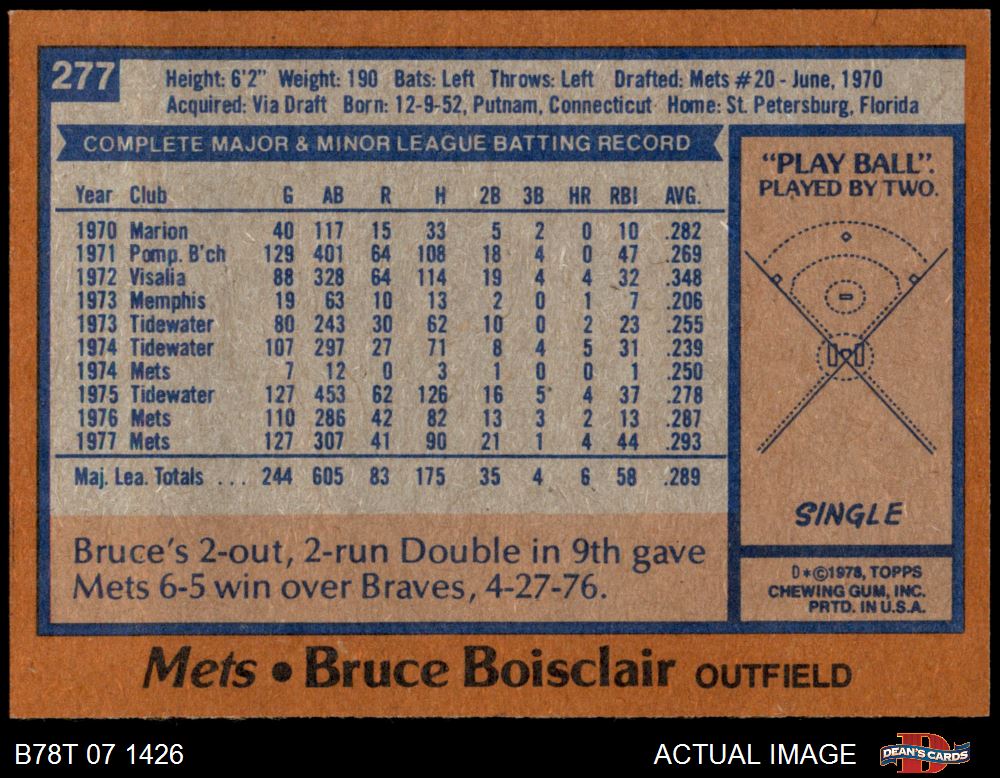 277
Height: 6'2" Weight: 190 Bats: Left Throws: Left Drafted: Mets #20 - June, 1970
Acquired: Via Draft Born: 12-9-52, Putnam, Connecticut Home: St. Petersburg, Florida
COMPLETE MAJOR & MINOR LEAGUE BATTING RECORD
Year Club G AB R H 2B 3B HR RBI AVG.
1970 Marion 40 117 15 33 5 2 0 10 .282
1971 Pomp. B'ch 129 401 64 108 18 4 0 47 .269
1972 Visalia 88 328 64 114 19 4 4 32 .348
1973 Memphis 19 63 10 13 2 0 1 7 .206
1973 Tidewater 80 243 30 62 10 0 2 23 .255
1974 Tidewater 107 297 27 71 8 4 5 31 .239
1974 Mets 7 12 0 3 1 0 0 1 .250
1975 Tidewater 127 453 62 126 16 5 4 37 .278
1976 Mets 110 286 42 82 13 3 2 13 .287
1977 Mets 127 307 41 90 21 1 4 44 .293
Maj. Lea. Totals ... 244 605 83 175 35 4 6 58 .289
Bruce's 2-out, 2-run Double in 9th gave
Mets 6-5 win over Braves, 4-27-76.
"PLAY BALL".
PLAYED BY TWO.
SINGLE
D*©1978, TOPPS
CHEWING GUM, INC.
PRTD. IN U.S.A.
Mets • Bruce Boisclair OUTFIELD
B78T 07 1426
ACTUAL IMAGE
DEAN'S CARDS